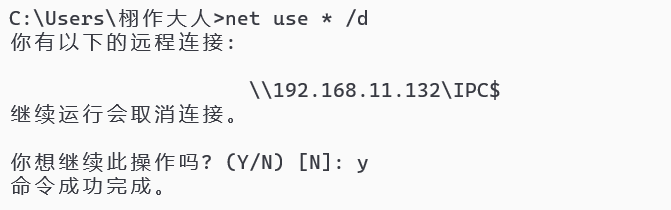 C:\Users\栩作大人>net use * /d
你有以下的远程连接:
\\192.168.11.132\IPC$
继续运行会取消连接。
你想继续此操作吗? (Y/N) [N]: y
命令成功完成。